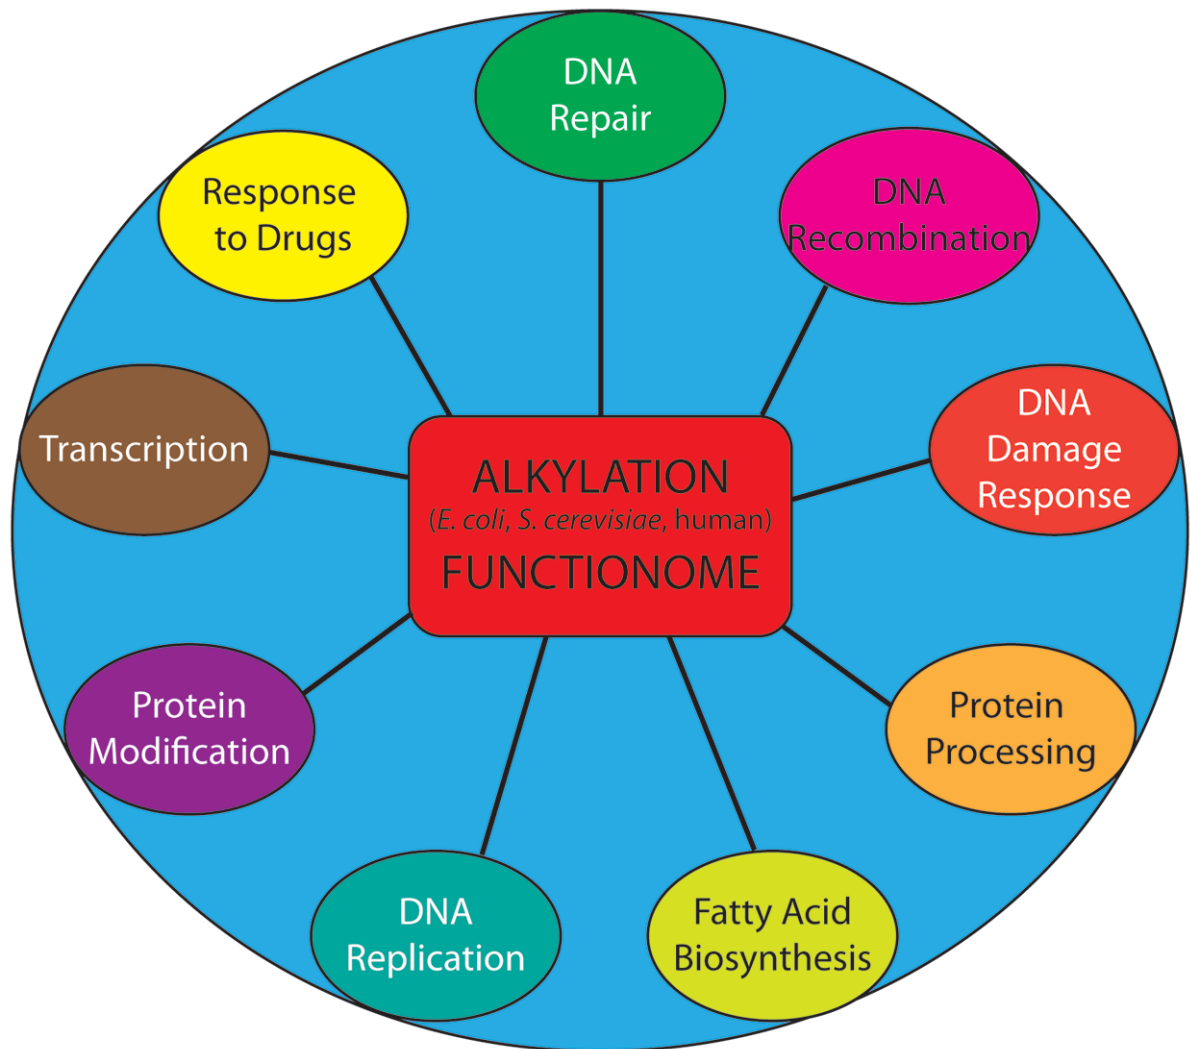 DNA
Repair
Response
to Drugs
DNA
Recombination
Transcription
DNA
Damage
Response
ALKYLATION
(E. coli, S. cerevisiae, human)
FUNCTIONOME
Protein
Modification
Protein
Processing
DNA
Replication
Fatty Acid
Biosynthesis